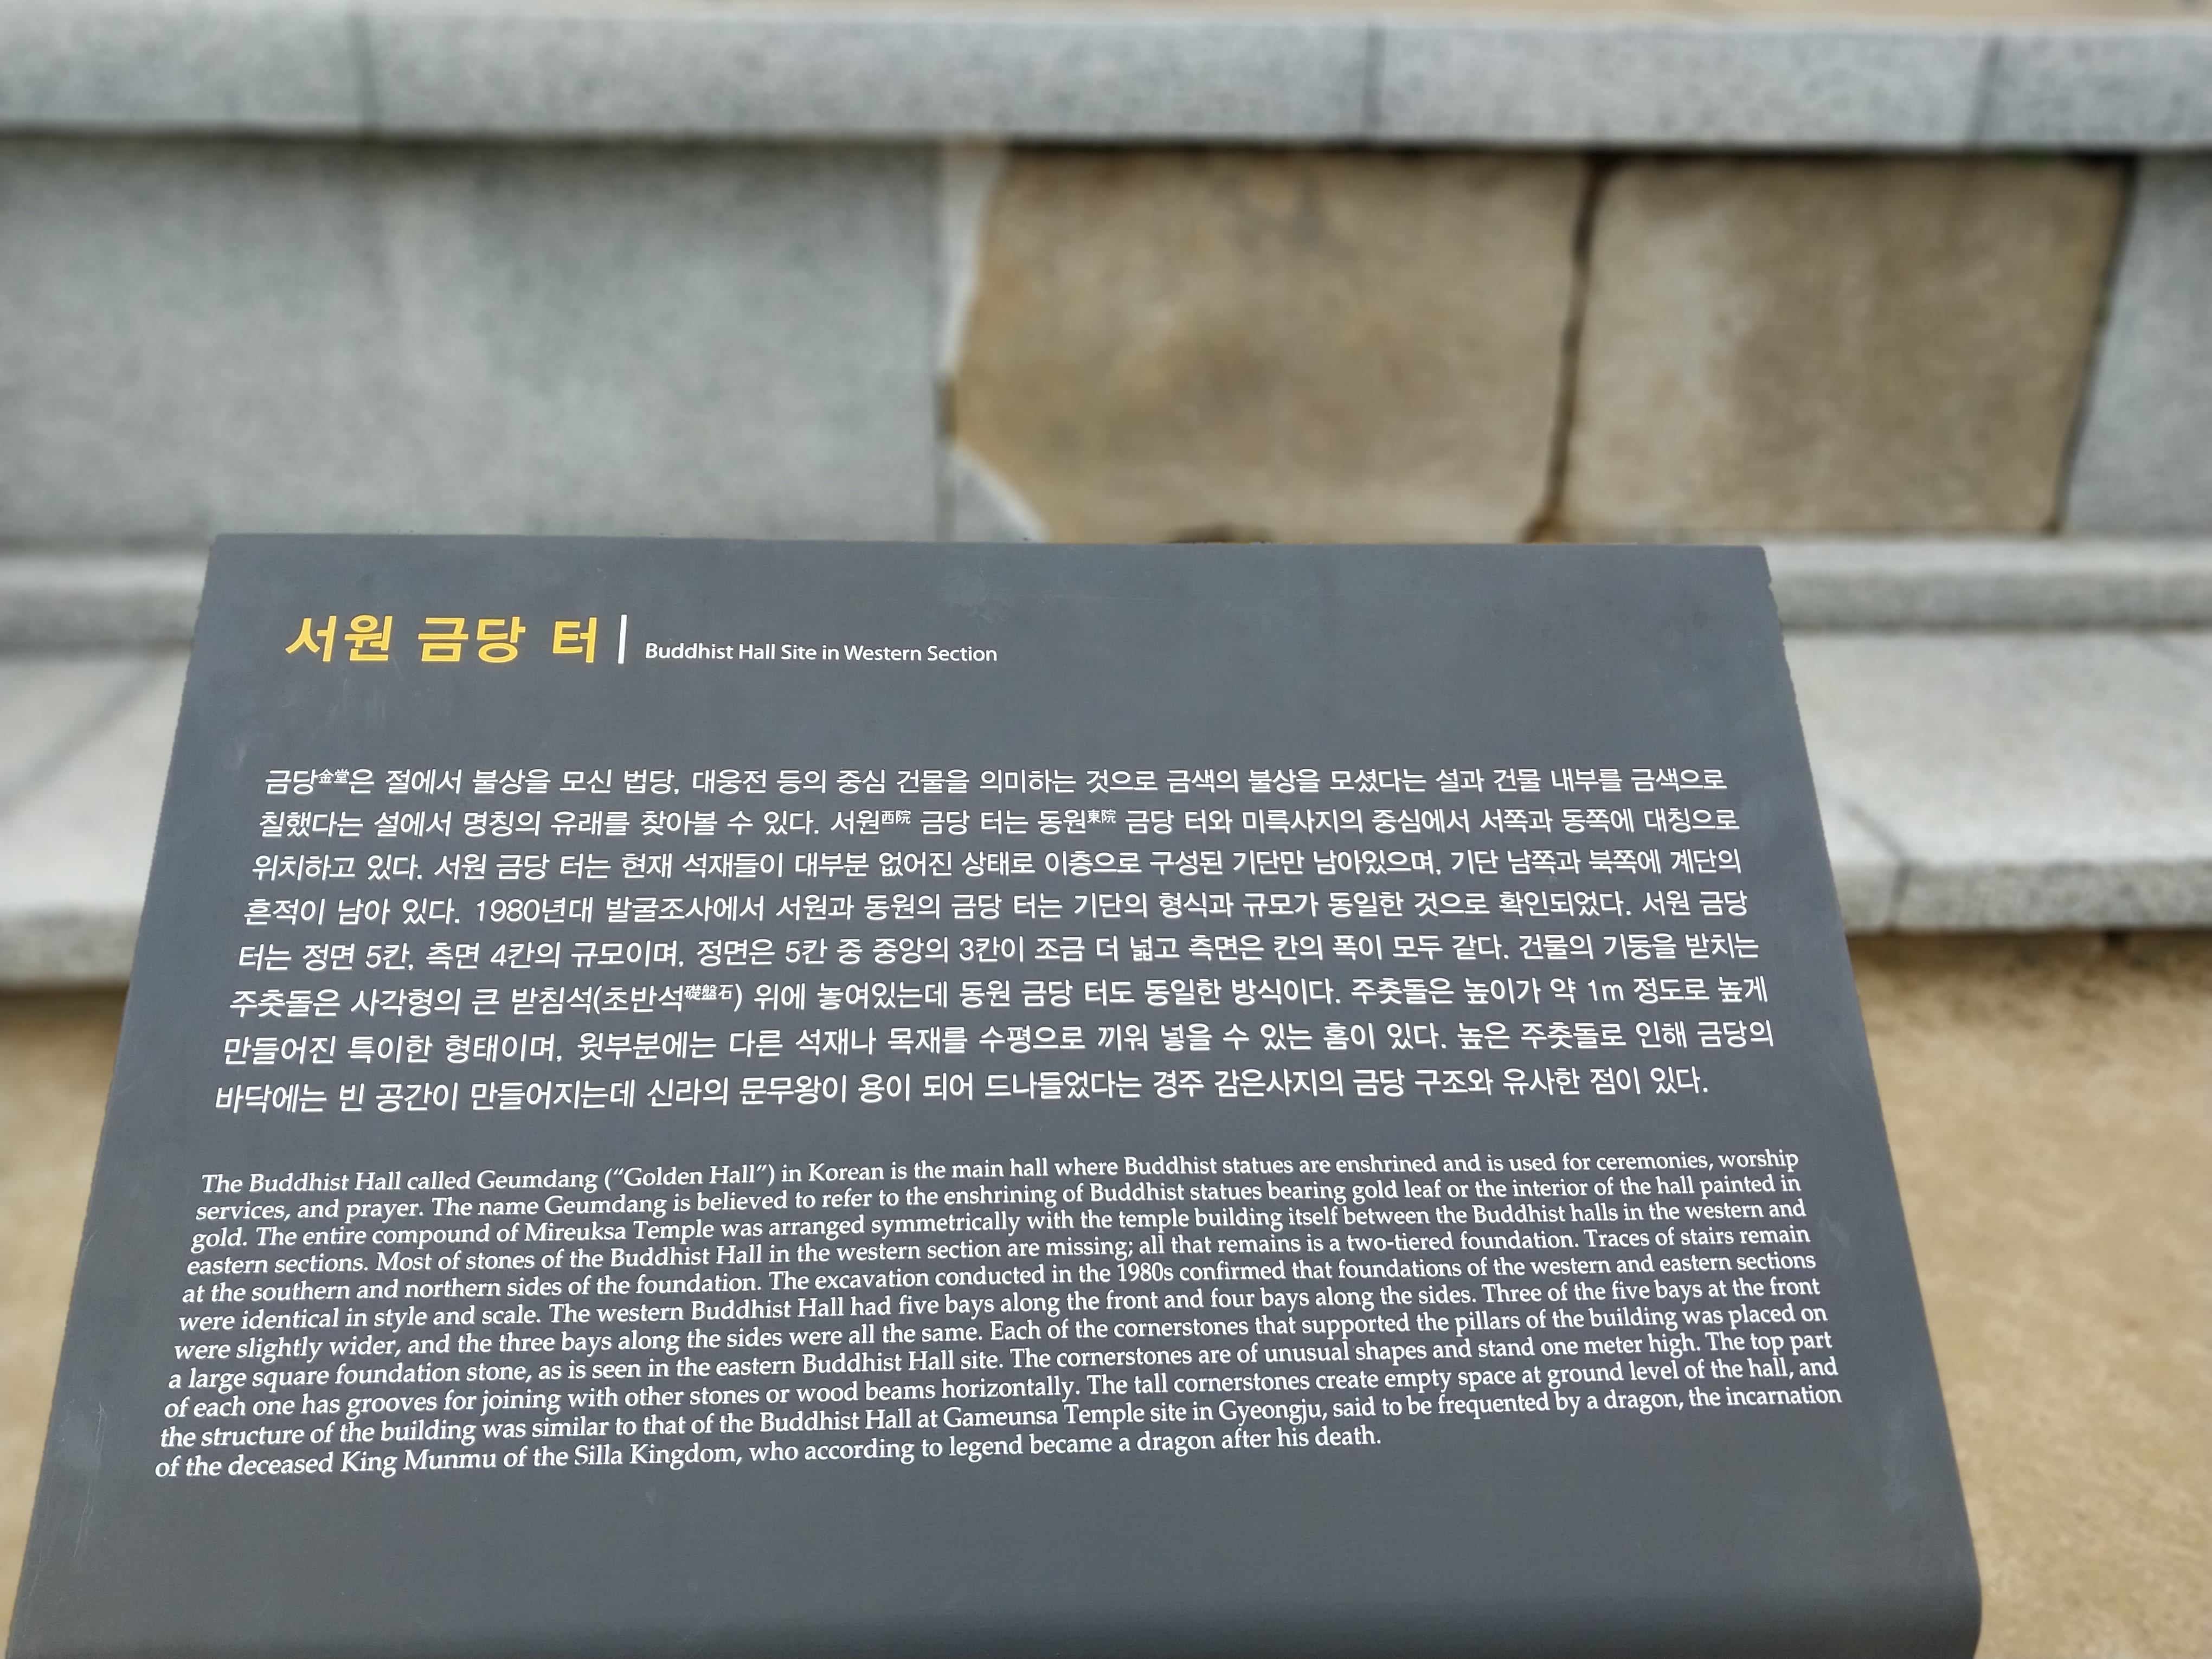 서원 금당 터 | Buddhist Hall Site in Western Section
금당金堂은 절에서 불상을 모신 법당, 대웅전 등의 중심 건물을 의미하는 것으로 금색의 불상을 모셨다는 설과 건물 내부를 금색으로
칠했다는 설에서 명칭의 유래를 찾아볼 수 있다. 서원西院 금당 터는 동원東院 금당 터와 미륵사지의 중심에서 서쪽과 동쪽에 대칭으로
위치하고 있다. 서원 금당 터는 현재 석재들이 대부분 없어진 상태로 이층으로 구성된 기단만 남아있으며, 기단 남쪽과 북쪽에 계단의
흔적이 남아 있다. 1980년대 발굴조사에서 서원과 동원의 금당 터는 기단의 형식과 규모가 동일한 것으로 확인되었다. 서원 금당
터는 정면 5칸, 측면 4칸의 규모이며, 정면은 5칸 중 중앙의 3칸이 조금 더 넓고 측면은 칸의 폭이 모두 같다. 건물의 기둥을 받치는
주춧돌은 사각형의 큰 받침석(초반석礎盤石) 위에 놓여있는데 동원 금당 터도 동일한 방식이다. 주춧돌은 높이가 약 1m 정도로 높게
만들어진 특이한 형태이며, 윗부분에는 다른 석재나 목재를 수평으로 끼워 넣을 수 있는 홈이 있다. 높은 주춧돌로 인해 금당의
바닥에는 빈 공간이 만들어지는데 신라의 문무왕이 용이 되어 드나들었다는 경주 감은사지의 금당 구조와 유사한 점이 있다.
The Buddhist Hall called Geumdang (“Golden Hall”) in Korean is the main hall where Buddhist statues are enshrined and is used for ceremonies, worship
services, and prayer. The name Geumdang is believed to refer to the enshrining of Buddhist statues bearing gold leaf or the interior of the hall painted in
gold. The entire compound of Mireuksa Temple was arranged symmetrically with the temple building itself between the Buddhist halls in the western and
eastern sections. Most of stones of the Buddhist Hall in the western section are missing; all that remains is a two-tiered foundation. Traces of stairs remain
at the southern and northern sides of the foundation. The excavation conducted in the 1980s confirmed that foundations of the western and eastern sections
were identical in style and scale. The western Buddhist Hall had five bays along the front and four bays along the sides. Three of the five bays at the front
were slightly wider, and the three bays along the sides were all the same. Each of the cornerstones that supported the pillars of the building was placed on
a large square foundation stone, as is seen in the eastern Buddhist Hall site. The cornerstones are of unusual shapes and stand one meter high. The top part
of each one has grooves for joining with other stones or wood beams horizontally. The tall cornerstones create empty space at ground level of the hall, and
the structure of the building was similar to that of the Buddhist Hall at Gameunsa Temple site in Gyeongju, said to be frequented by a dragon, the incarnation
of the deceased King Munmu of the Silla Kingdom, who according to legend became a dragon after his death.